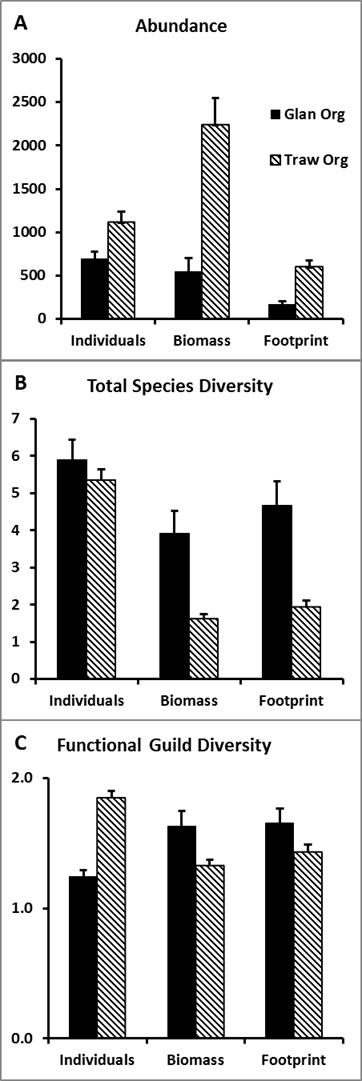 A
Abundance
3000
2500
2000
1500
1000
500
0
Glan Org
Traw Org
Individuals Biomass Footprint
B
Total Species Diversity
7
6
5
4
3
2
1
0
Individuals Biomass Footprint
C
Functional Guild Diversity
2.0
1.0
0.0
Individuals Biomass Footprint